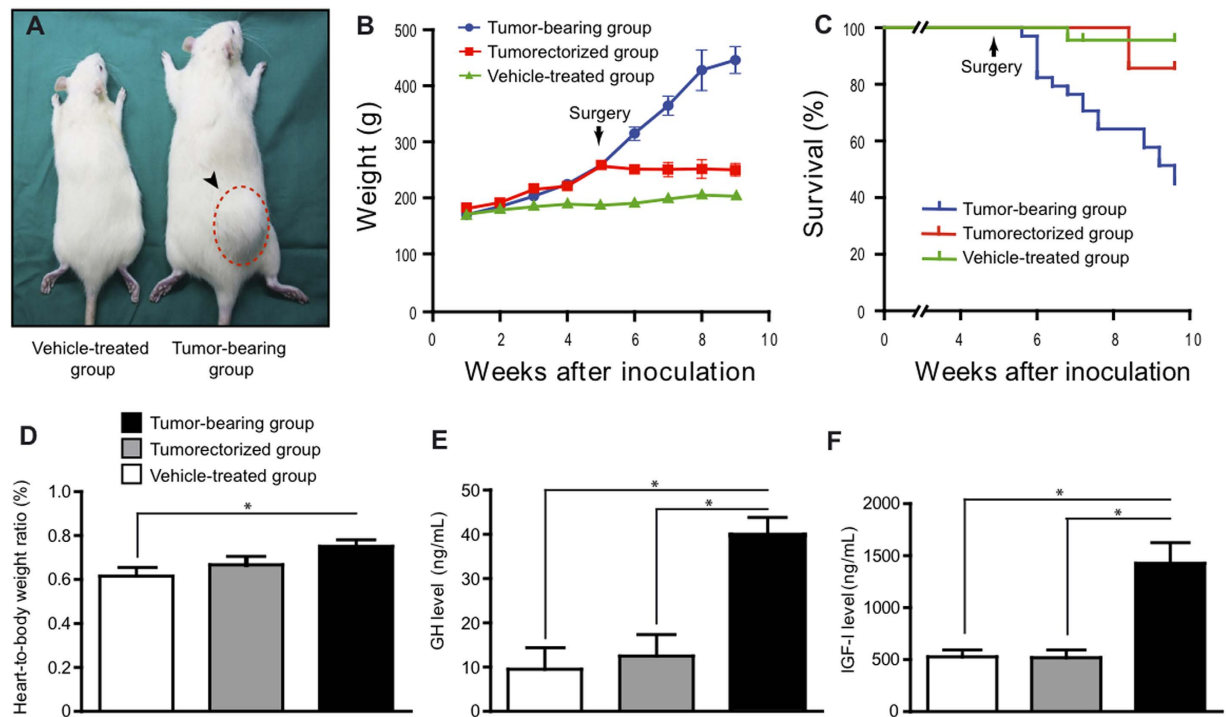 A
Vehicle-treated
group
Tumor-bearing
group
B
Tumor-bearing group
Tumorectorized group
Vehicle-treated group
Surgery
Weight (g)
500
400
300
200
100
0
0
2
4
6
8
10
Weeks after inoculation
C
Survival (%)
100
80
60
40
20
0
Surgery
Tumor-bearing group
Tumorectorized group
Vehicle-treated group
0
4
6
8
10
Weeks after inoculation
D
Tumor-bearing group
Tumorectorized group
Vehicle-treated group
Heart-to-body weight ratio (%)
1.0
0.8
0.6
0.4
0.2
0
*
E
GH level (ng/mL)
50
40
30
20
10
0
*
*
F
IGF-I level (ng/mL)
2000
1500
1000
500
0
*
*